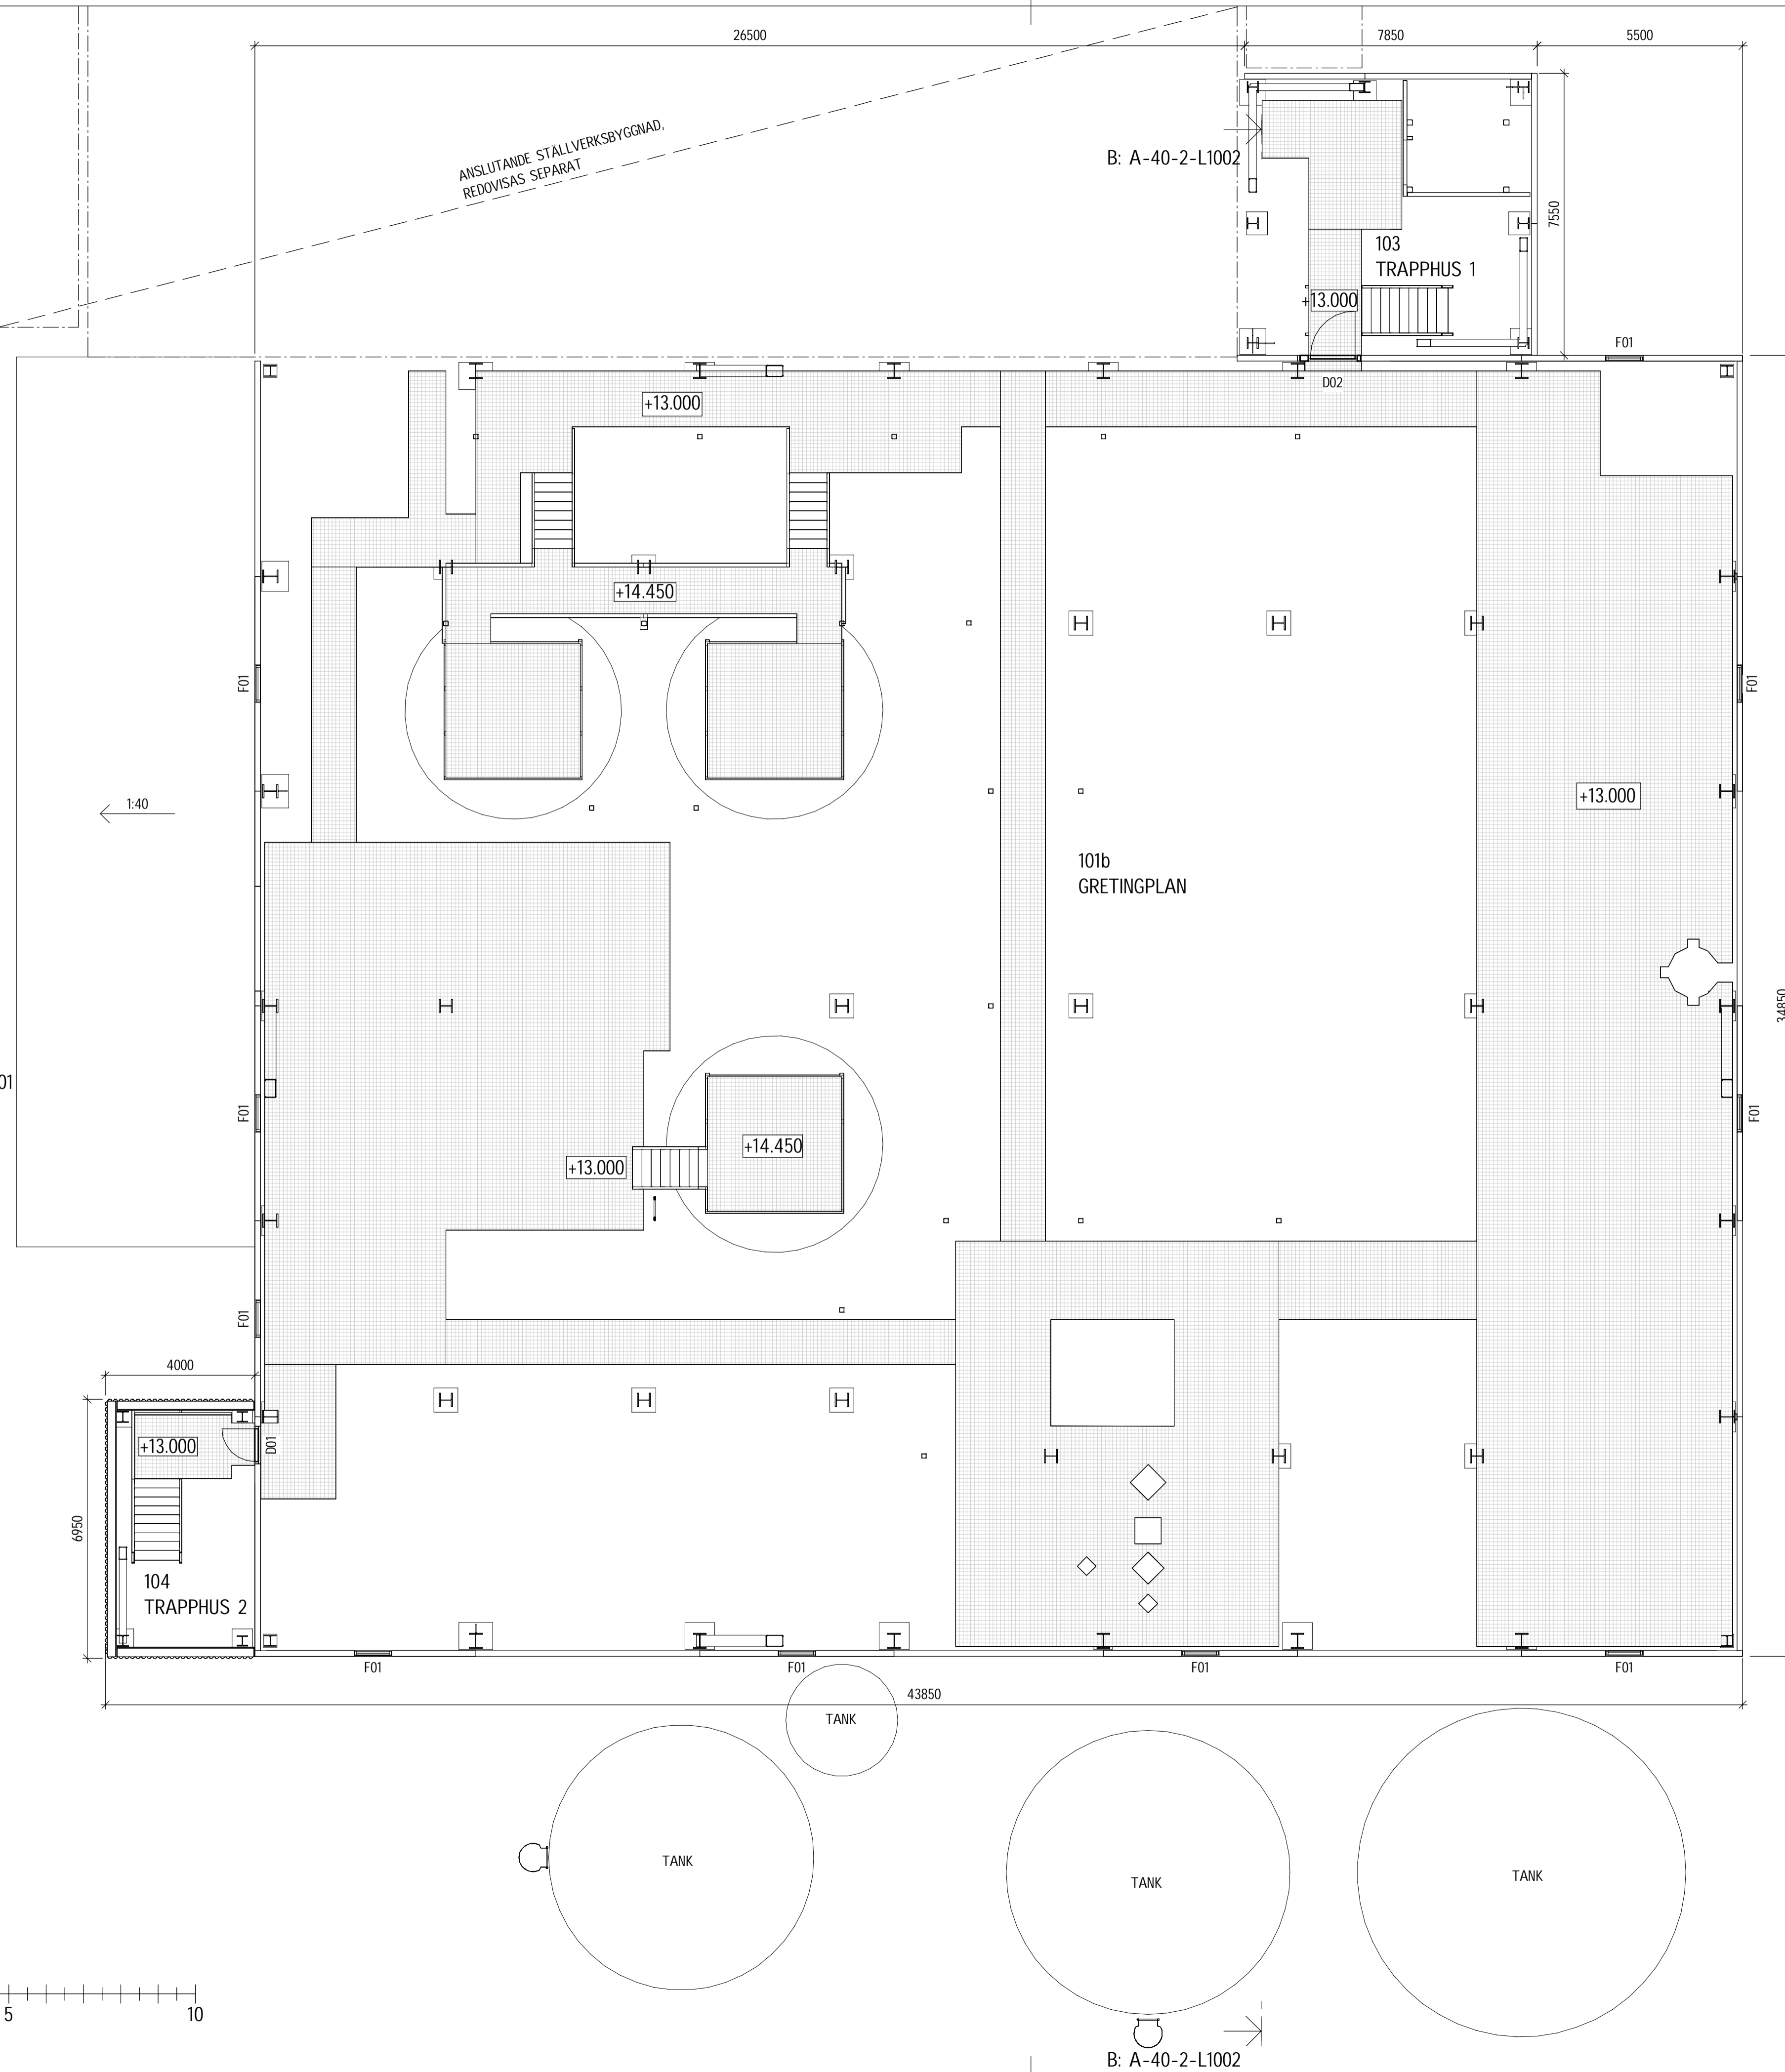 26500
7850
5500
ANSLUTANDE STÄLLVERKSBYGGNAD,
REDOVISAS SEPARAT
B: A-40-2-L1002
7550
103
TRAPPHUS 1
+13.000
F01
D02
+13.000
+14.450
F01
F01
+13.000
1:40
101b
GRETINGPLAN
34850
01
F01
F01
+14.450
+13.000
F01
4000
+13.000
D01
6950
104
TRAPPHUS 2
F01
F01
F01
F01
43850
TANK
TANK
TANK
TANK
5
10
B: A-40-2-L1002